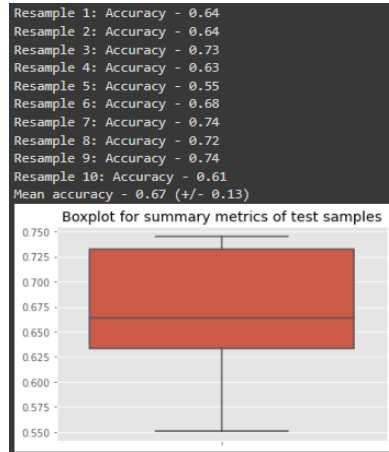 Resample 1: Accuracy - 0.64
Resample 2: Accuracy - 0.64
Resample 3: Accuracy - 0.73
Resample 4: Accuracy - 0.63
Resample 5: Accuracy - 0.55
Resample 6: Accuracy - 0.68
Resample 7: Accuracy - 0.74
Resample 8: Accuracy - 0.72
Resample 9: Accuracy - 0.74
Resample 10: Accuracy - 0.61
Mean accuracy - 0.67 (+/- 0.13)
Boxplot for summary metrics of test samples
0.750
0.725
0.700
0.675
0.650
0.625
0.600
0.575
0.550